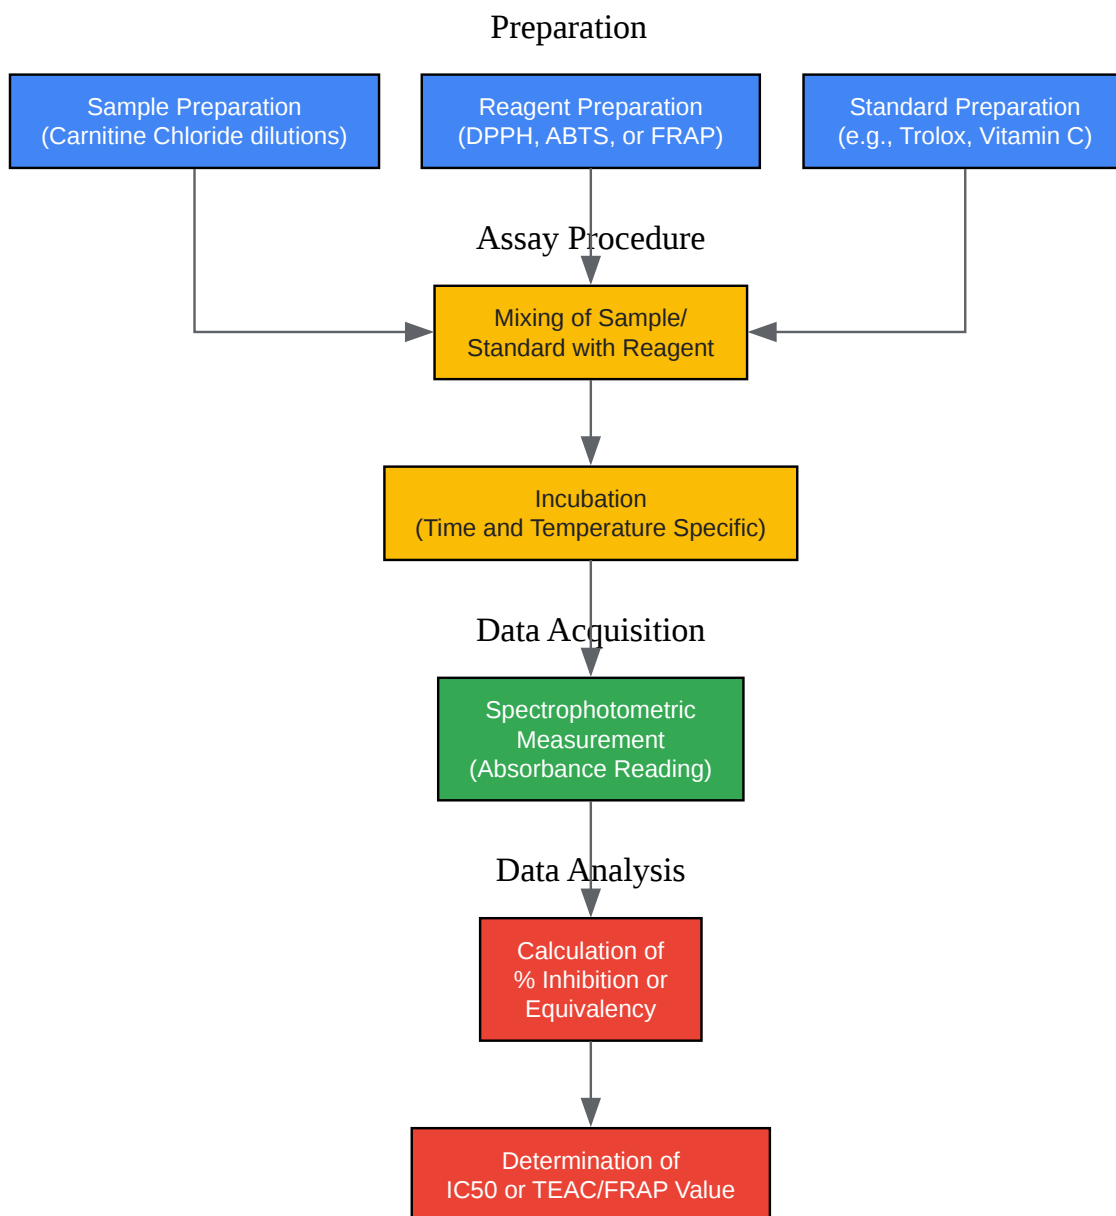 Preparation
Sample Preparation
(Carnitine Chloride dilutions)
Reagent Preparation
(DPPH, ABTS, or FRAP)
Standard Preparation
(e.g., Trolox, Vitamin C)
Assay Procedure
Mixing of Sample/
Standard with Reagent
Incubation
(Time and Temperature Specific)
Data Acquisition
Spectrophotometric
Measurement
(Absorbance Reading)
Data Analysis
Calculation of
% Inhibition or
Equivalency
Determination of
IC50 or TEAC/FRAP Value